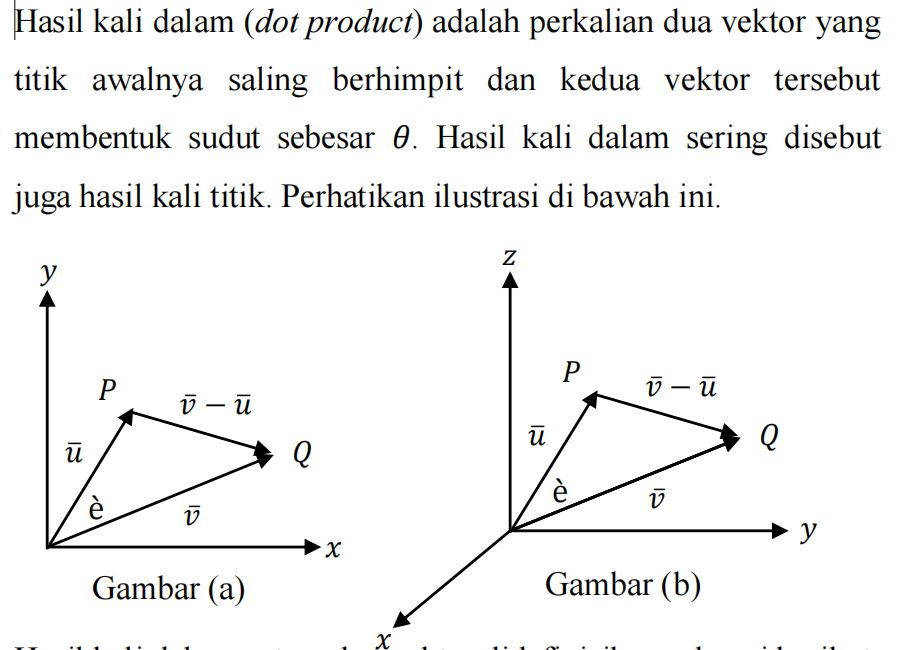 Hasil kali dalam (dot product) adalah perkalian dua vektor yang
titik awalnya saling berhimpit dan kedua vektor tersebut
membentuk sudut sebesar θ. Hasil kali dalam sering disebut
juga hasil kali titik. Perhatikan ilustrasi di bawah ini.
y
P
v̄ − ū
ū
Q
è
v̄
x
Gambar (a)
z
P
v̄ − ū
ū
Q
è
v̄
y
x
Gambar (b)